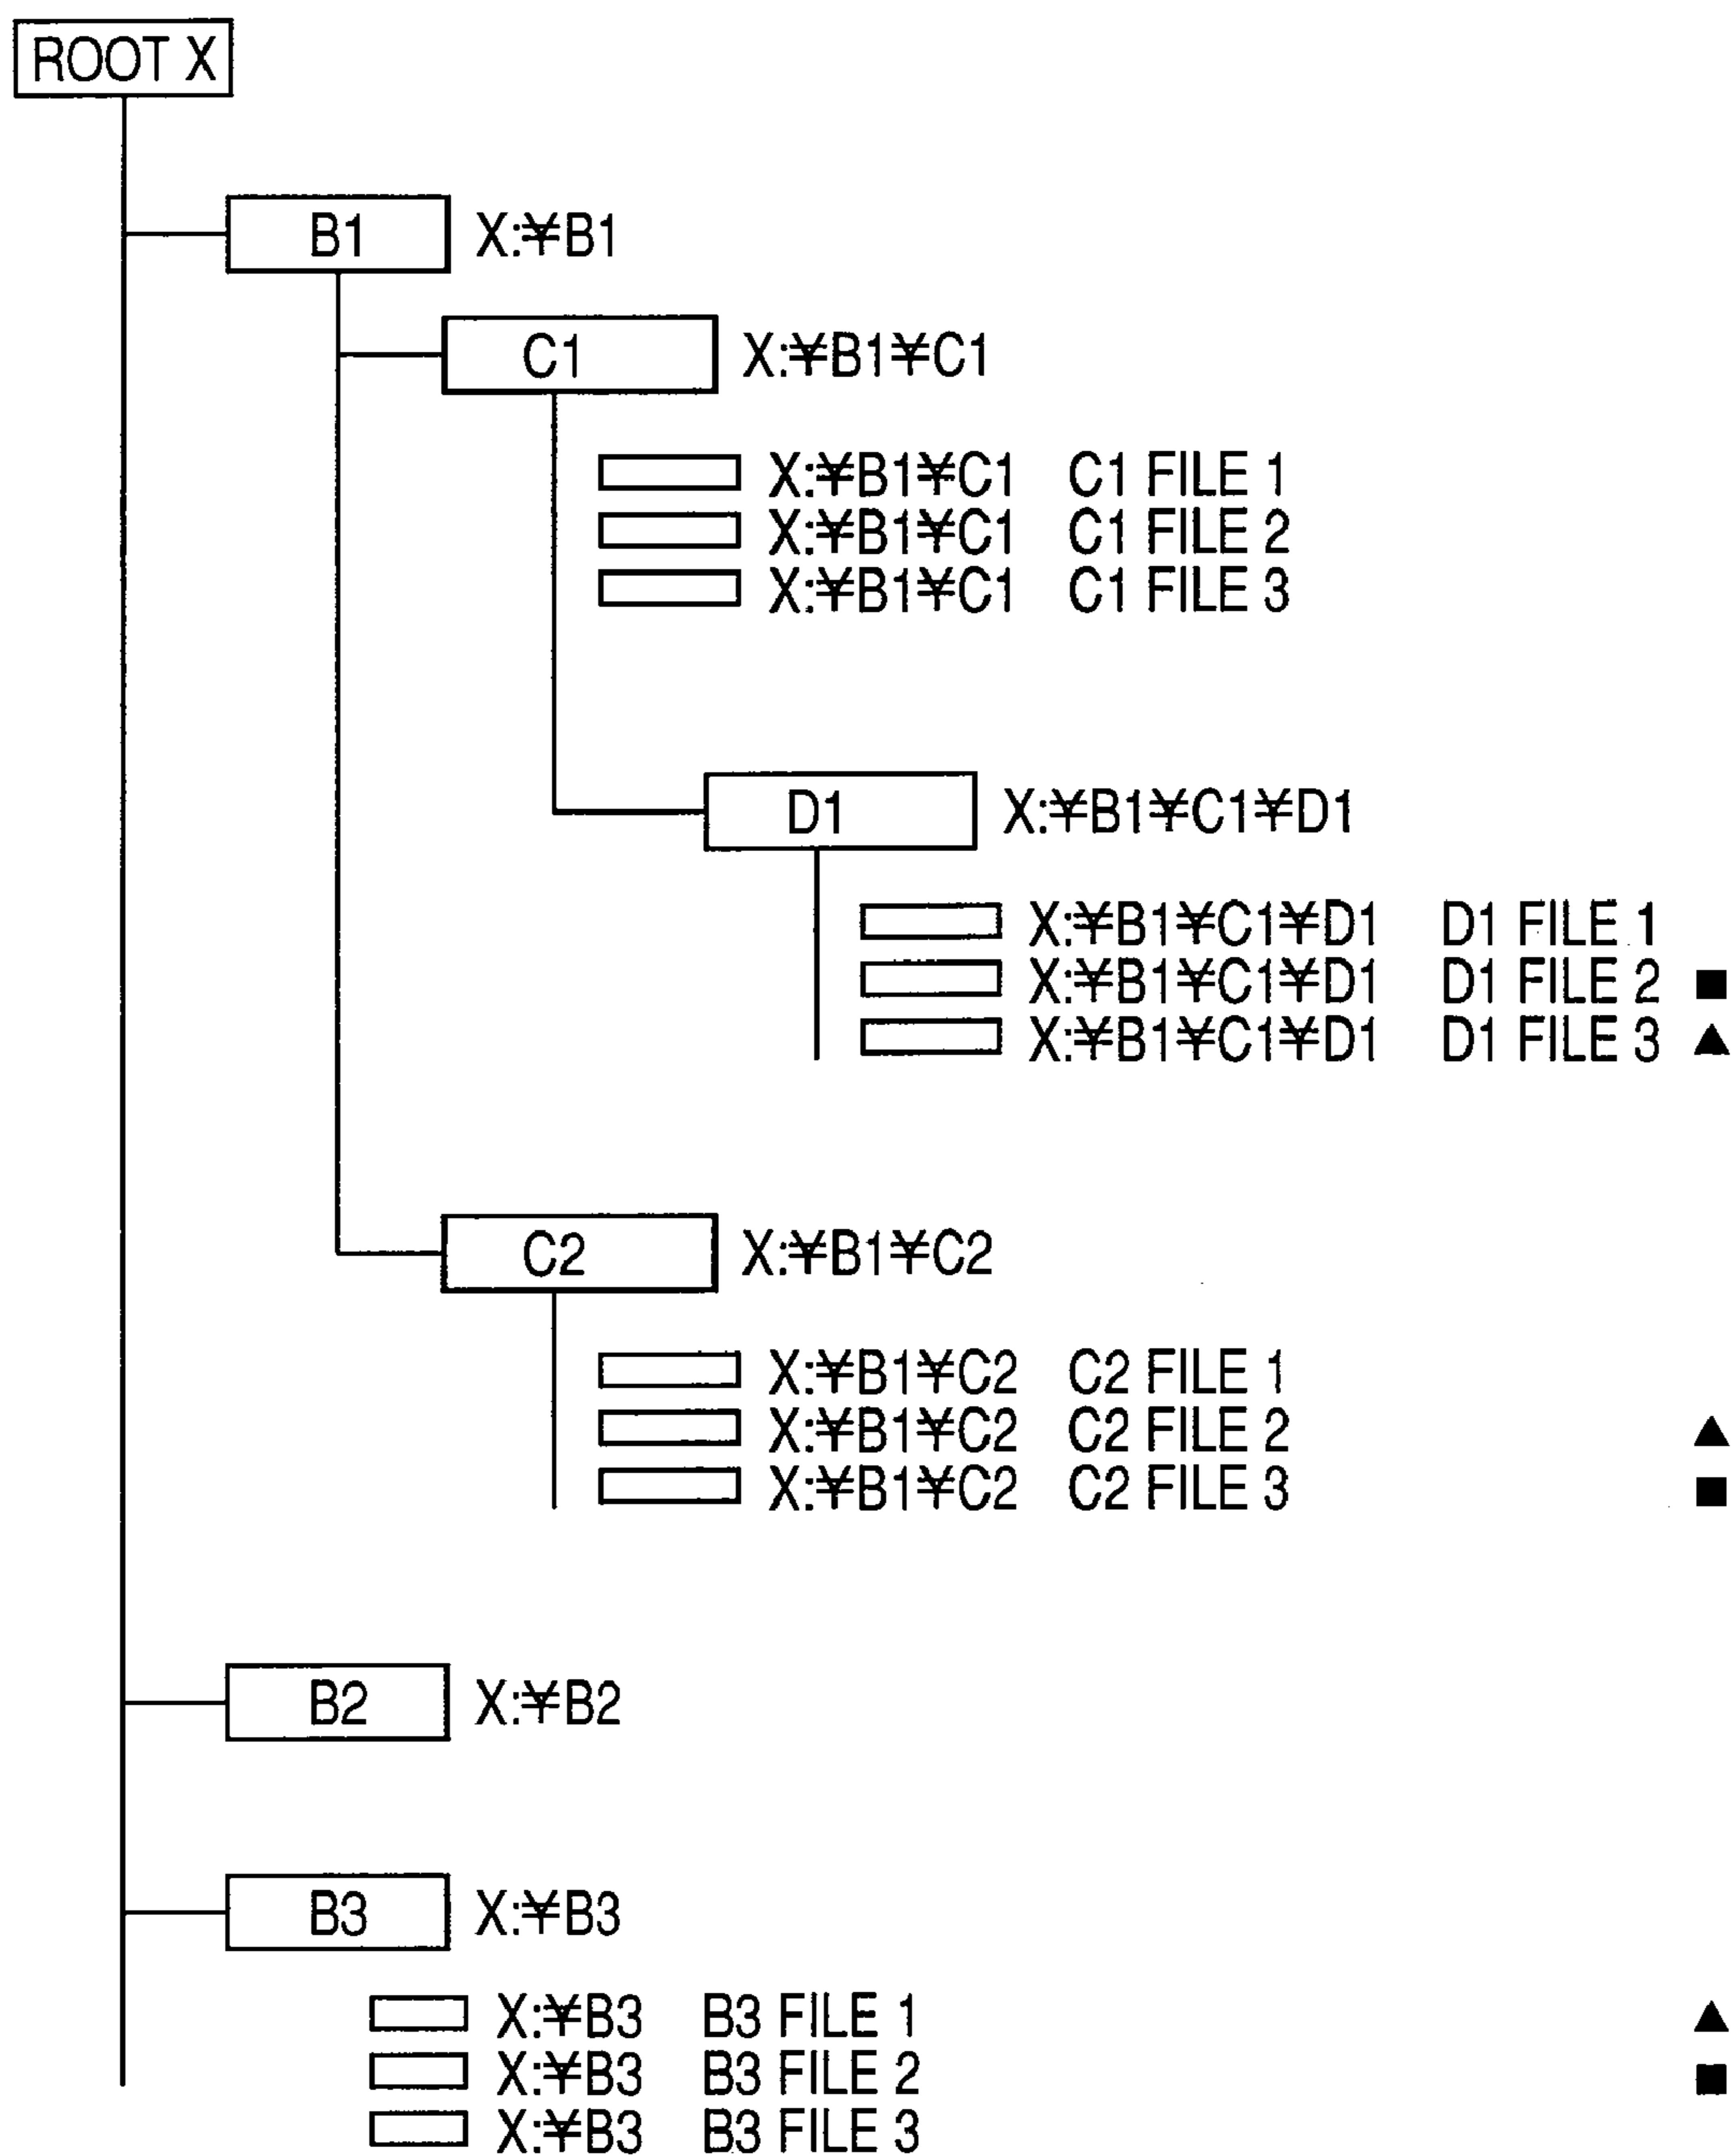 ROOT X
B1 X:¥B1
C1 X:¥B1¥C1
X:¥B1¥C1 C1 FILE 1
X:¥B1¥C1 C1 FILE 2
X:¥B1¥C1 C1 FILE 3
D1 X:¥B1¥C1¥D1
X:¥B1¥C1¥D1 D1 FILE 1
X:¥B1¥C1¥D1 D1 FILE 2 ■
X:¥B1¥C1¥D1 D1 FILE 3 ▲
C2 X:¥B1¥C2
X:¥B1¥C2 C2 FILE 1
X:¥B1¥C2 C2 FILE 2 ▲
X:¥B1¥C2 C2 FILE 3 ■
B2 X:¥B2
B3 X:¥B3
X:¥B3 B3 FILE 1 ▲
X:¥B3 B3 FILE 2 ■
X:¥B3 B3 FILE 3